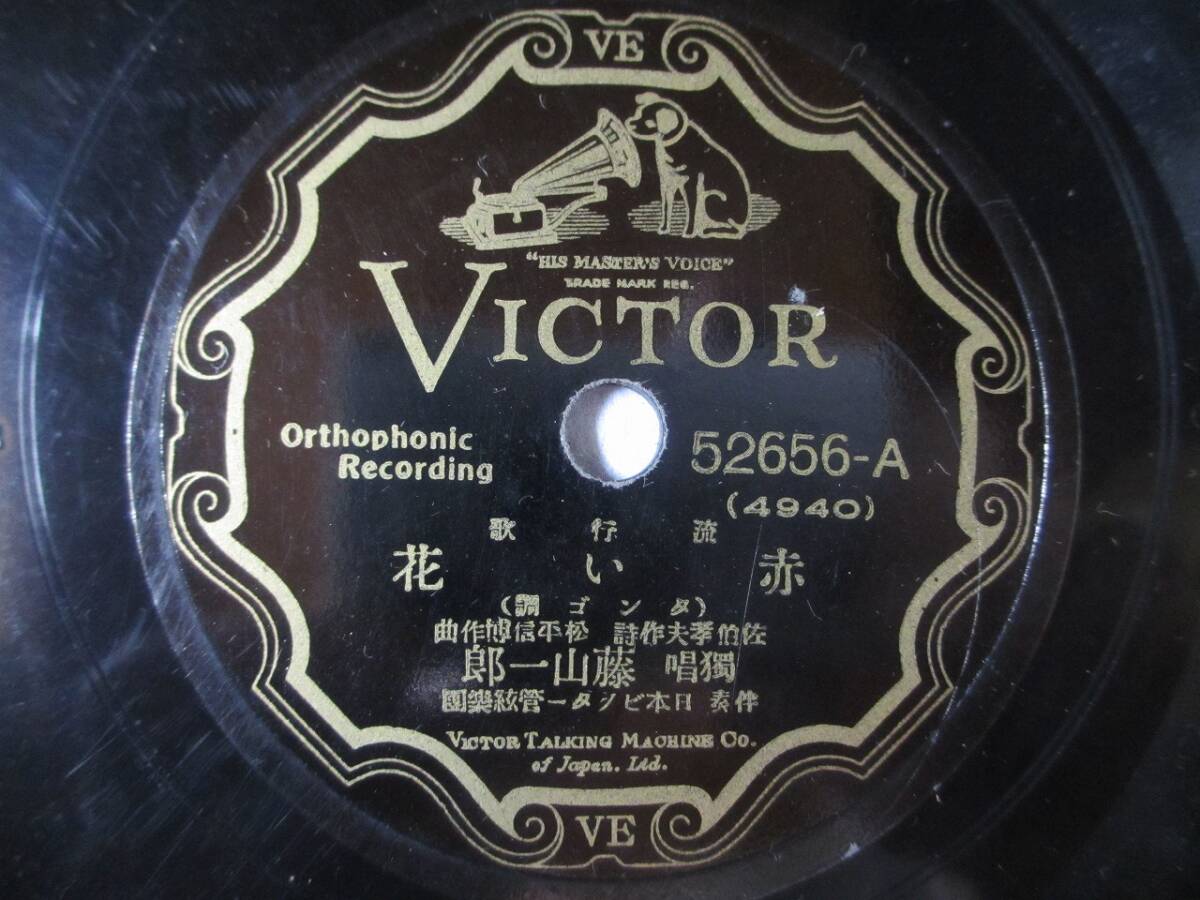 VE
"HIS MASTER'S VOICE"
TRADE MARK REG.
VICTOR
Orthophonic
Recording
52656-A
(4940)
流行歌
赤い花
(タンゴ調)
佐伯孝夫作詩 松平信博作曲
獨唱 藤山一郎
伴奏 日本ビクター管絃樂團
VICTOR TALKING MACHINE CO.
of Japan. Ltd.
VE